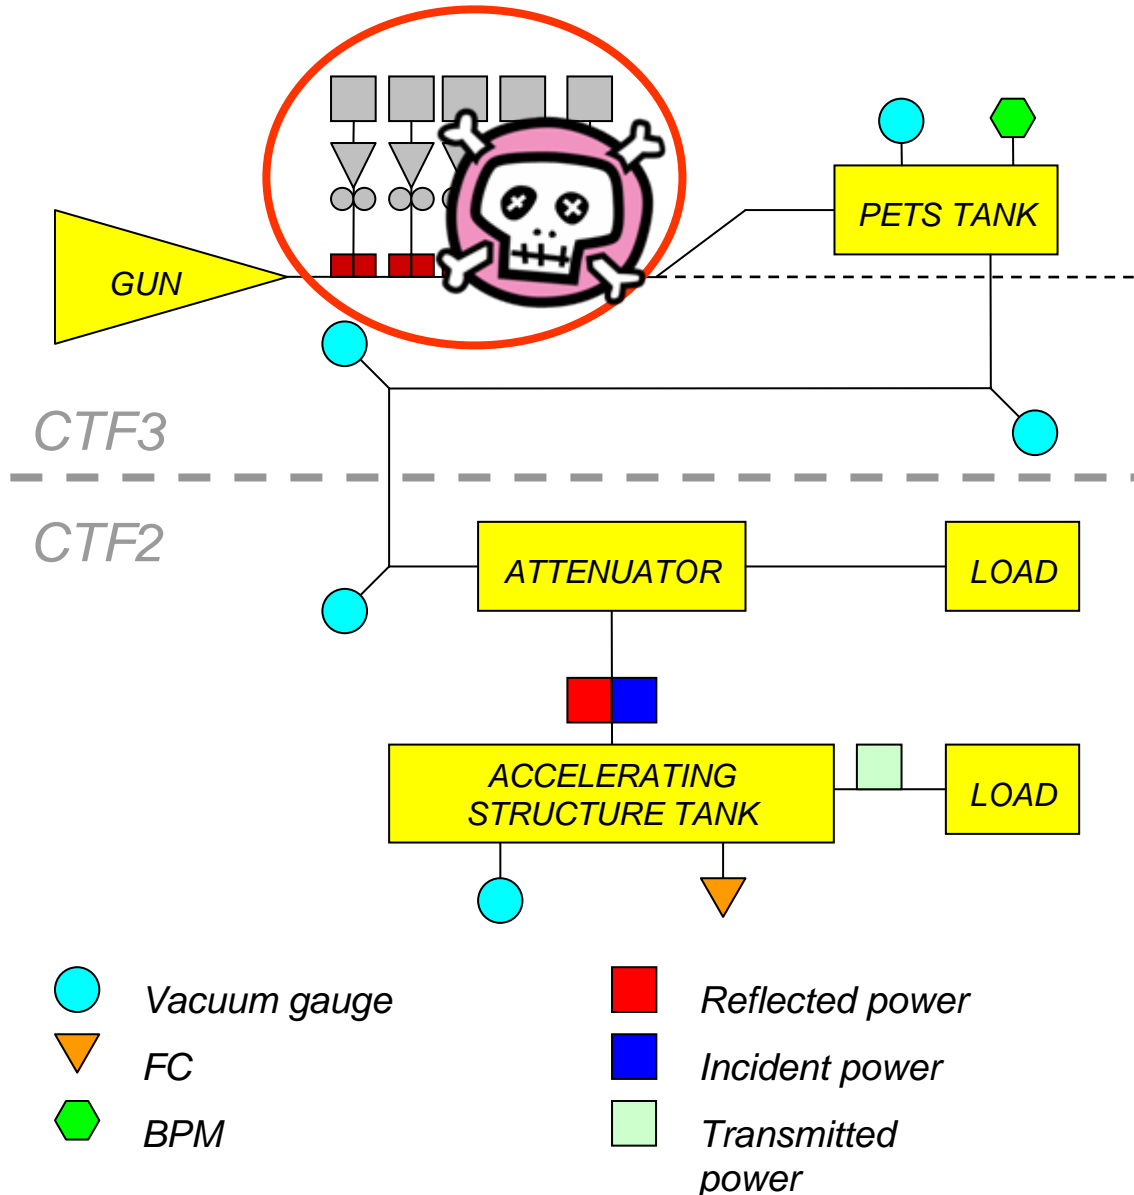 PETS TANK
GUN
CTF3
CTF2
ATTENUATOR
LOAD
ACCELERATING
STRUCTURE TANK
LOAD
Vacuum gauge
Reflected power
FC
Incident power
BPM
Transmitted
power